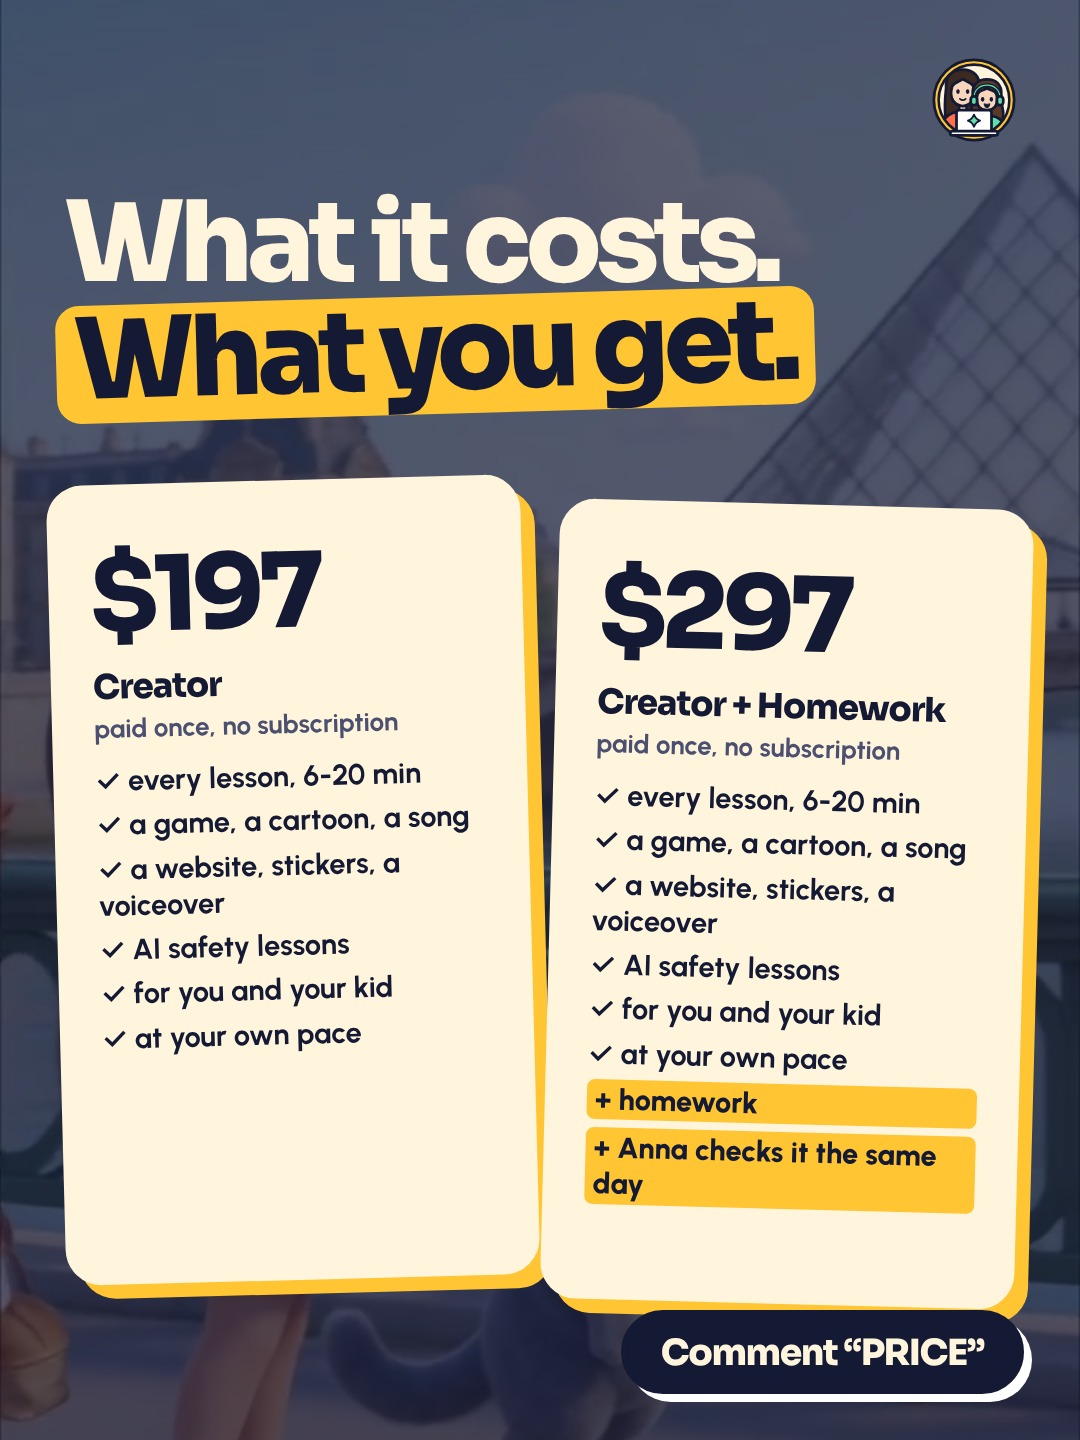 What it costs.
What you get.
$197
Creator
paid once, no subscription
✓ every lesson, 6-20 min
✓ a game, a cartoon, a song
✓ a website, stickers, a
voiceover
✓ AI safety lessons
✓ for you and your kid
✓ at your own pace
$297
Creator + Homework
paid once, no subscription
✓ every lesson, 6-20 min
✓ a game, a cartoon, a song
✓ a website, stickers, a
voiceover
✓ AI safety lessons
✓ for you and your kid
✓ at your own pace
+ homework
+ Anna checks it the same
day
Comment “PRICE”